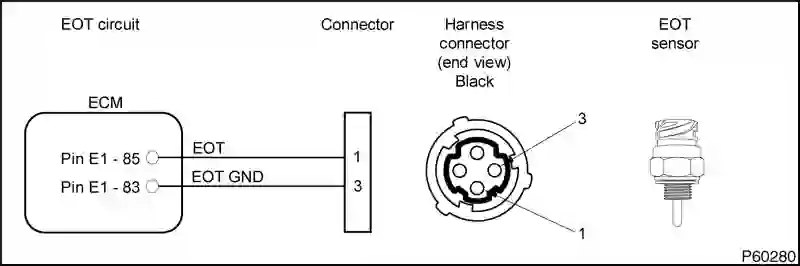 EOT circuit
Connector
Harness
connector
(end view)
Black
EOT
sensor
ECM
Pin E1 - 85
EOT
1
Pin E1 - 83
EOT GND
3
3
1
P60280